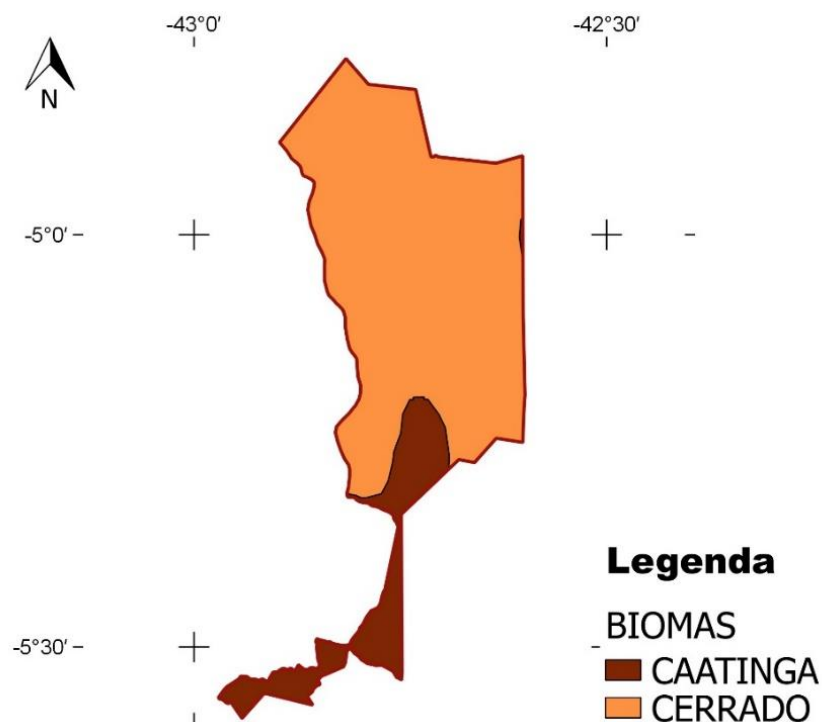 -43°0′ -42°30′
N
-5°0′
-5°30′
Legenda
BIOMAS
CAATINGA
CERRADO